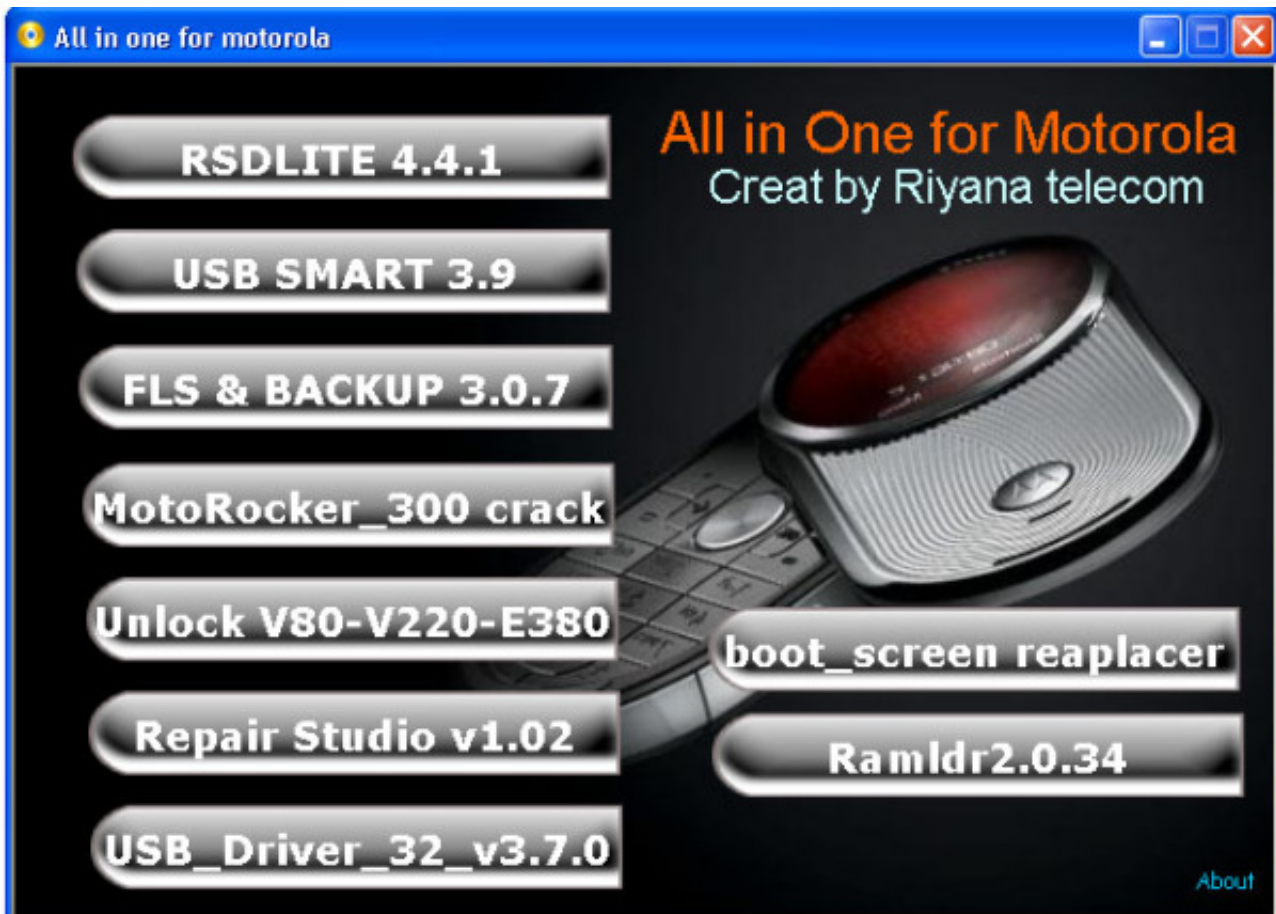 All in one for motorola
All in One for Motorola
Creat by Riyana telecom
RSDLITE 4.4.1
USB SMART 3.9
FLS & BACKUP 3.0.7
MotoRocker_300 crack
Unlock V80-V220-E380
Repair Studio v1.02
USB_Driver_32_v3.7.0
boot_screen reaplacer
Ramldr2.0.34
About